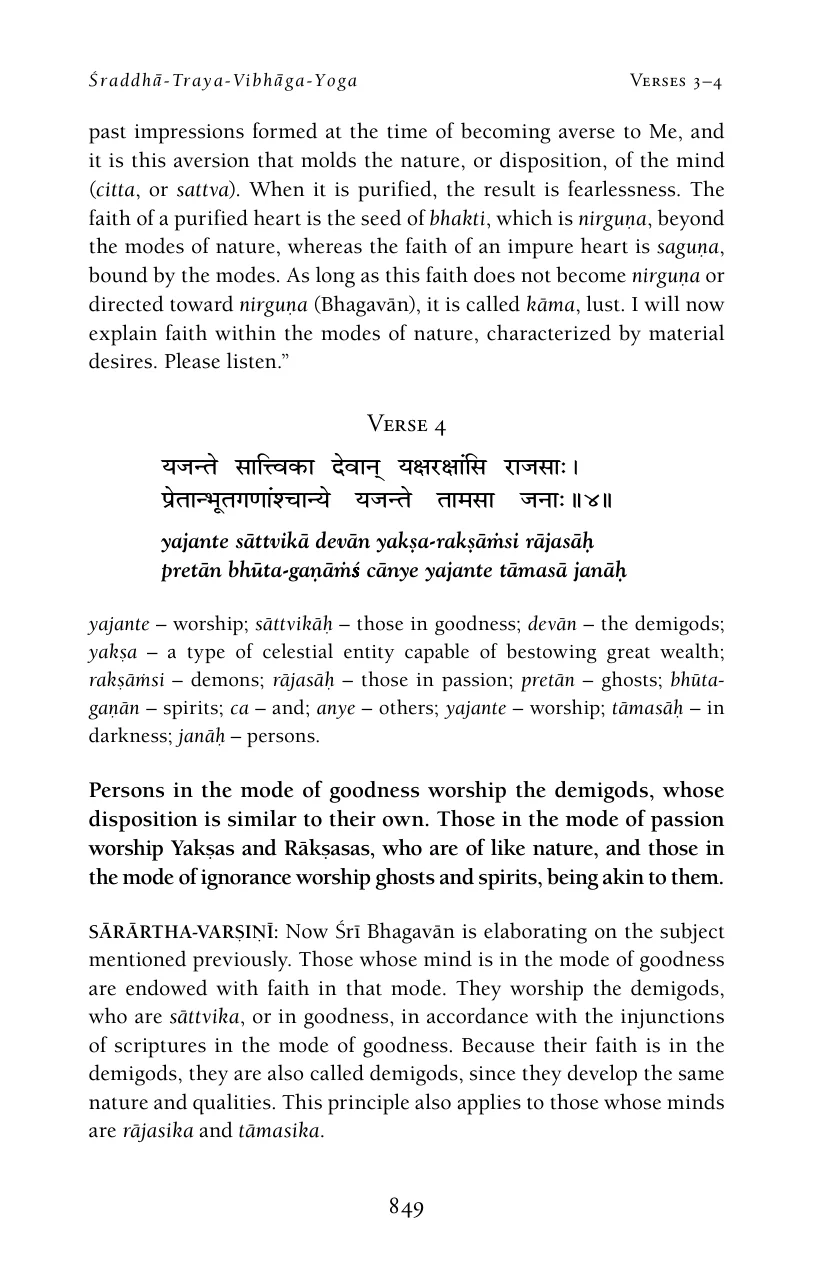 Śraddhā-Traya-Vibhāga-Yoga Verses 3–4
past impressions formed at the time of becoming averse to Me, and
it is this aversion that molds the nature, or disposition, of the mind
(citta, or sattva). When it is purified, the result is fearlessness. The
faith of a purified heart is the seed of bhakti, which is nirguṇa, beyond
the modes of nature, whereas the faith of an impure heart is saguṇa,
bound by the modes. As long as this faith does not become nirguṇa or
directed toward nirguṇa (Bhagavān), it is called kāma, lust. I will now
explain faith within the modes of nature, characterized by material
desires. Please listen.”
Verse 4
यजन्ते सात्त्विका देवान् यक्षरक्षांसि राजसाः।
प्रेतान्भूतगणांश्चान्ये यजन्ते तामसा जनाः॥४॥
yajante sāttvikā devān yakṣa-rakṣāṁsi rājasāḥ
pretān bhūta-gaṇāṁś cānye yajante tāmasā janāḥ
yajante – worship; sāttvikāḥ – those in goodness; devān – the demigods;
yakṣa – a type of celestial entity capable of bestowing great wealth;
rakṣāṁsi – demons; rājasāḥ – those in passion; pretān – ghosts; bhūta-
gaṇān – spirits; ca – and; anye – others; yajante – worship; tāmasāḥ – in
darkness; janāḥ – persons.
Persons in the mode of goodness worship the demigods, whose
disposition is similar to their own. Those in the mode of passion
worship Yakṣas and Rākṣasas, who are of like nature, and those in
the mode of ignorance worship ghosts and spirits, being akin to them.
SĀRĀRTHA-VARṢIṆĪ: Now Śrī Bhagavān is elaborating on the subject
mentioned previously. Those whose mind is in the mode of goodness
are endowed with faith in that mode. They worship the demigods,
who are sāttvika, or in goodness, in accordance with the injunctions
of scriptures in the mode of goodness. Because their faith is in the
demigods, they are also called demigods, since they develop the same
nature and qualities. This principle also applies to those whose minds
are rājasika and tāmasika.
849